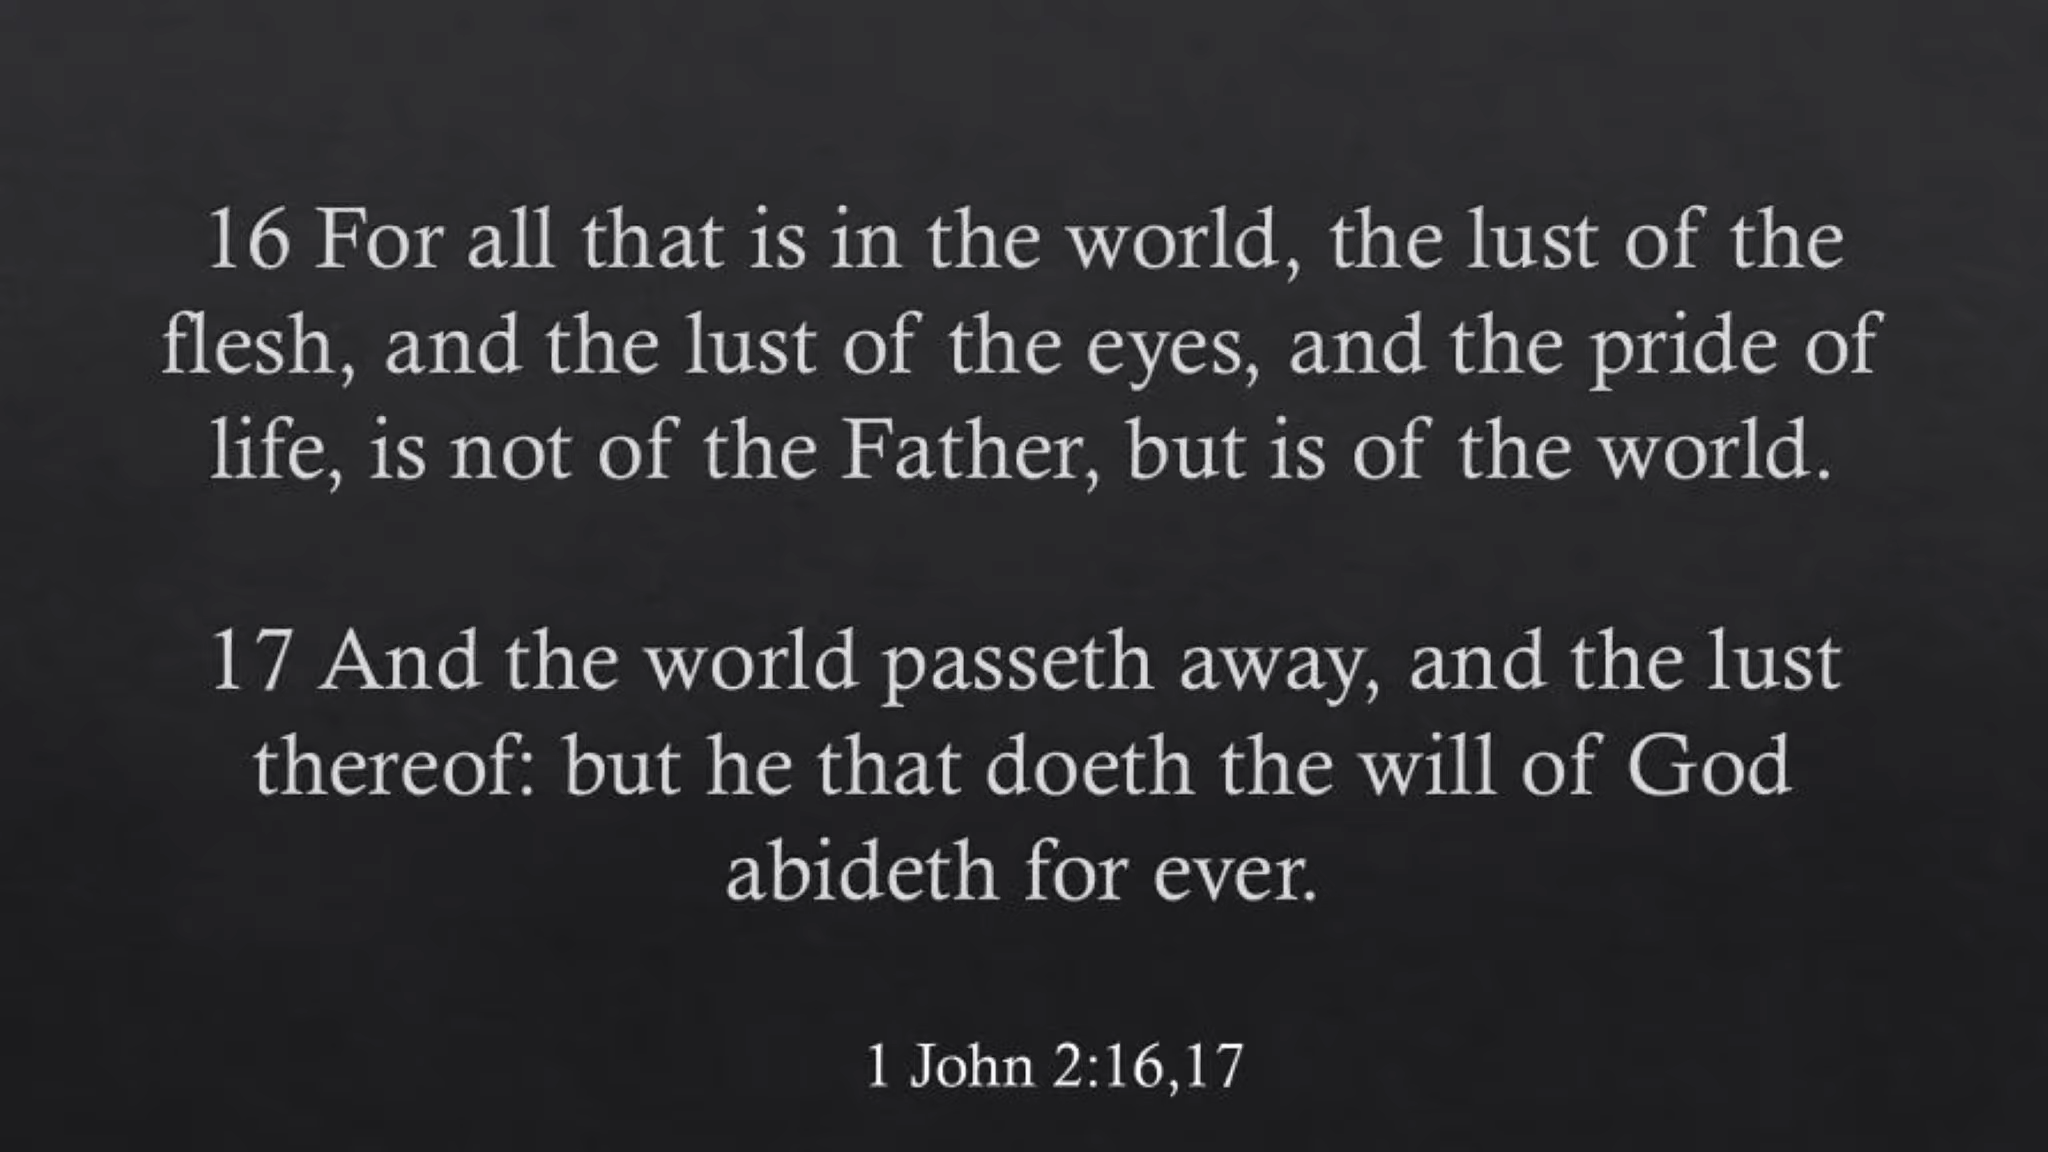 16 For all that is in the world, the lust of the
flesh, and the lust of the eyes, and the pride of
life, is not of the Father, but is of the world.
17 And the world passeth away, and the lust
thereof: but he that doeth the will of God
abideth for ever.
1 John 2:16,17